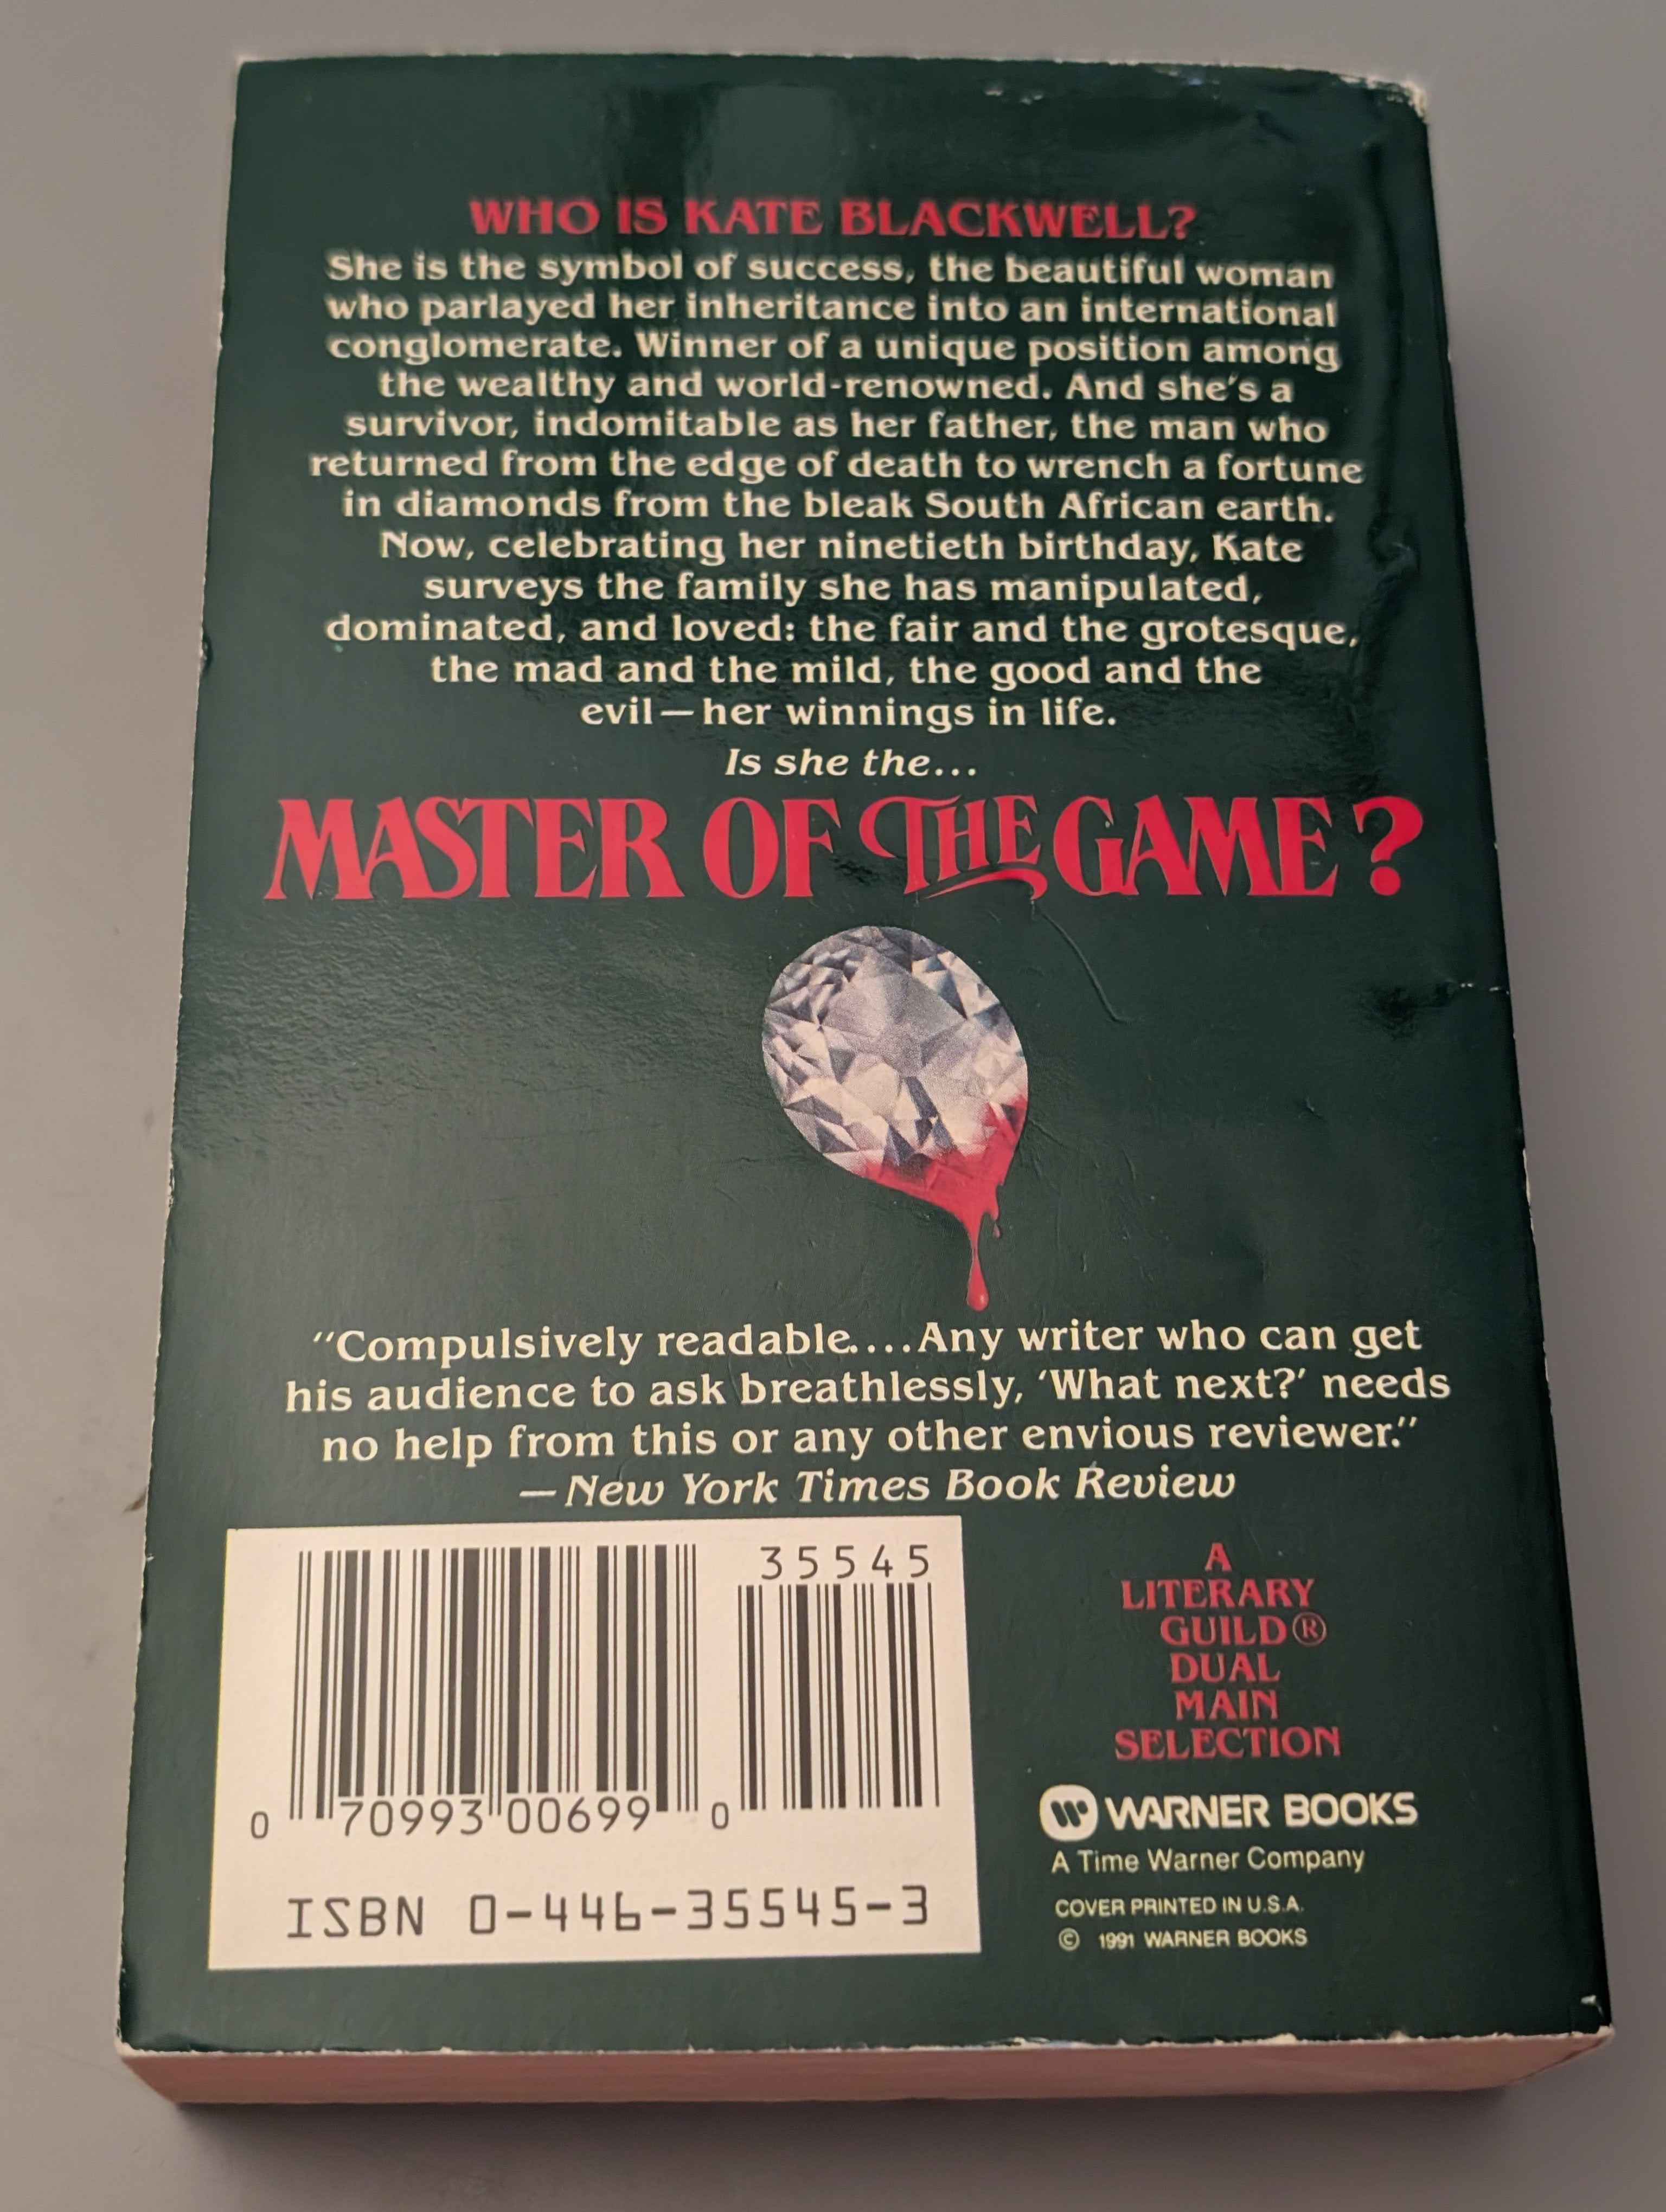 WHO IS KATE BLACKWELL?
She is the symbol of success, the beautiful woman
who parlayed her inheritance into an international
conglomerate. Winner of a unique position among
the wealthy and world-renowned. And she's a
survivor, indomitable as her father, the man who
returned from the edge of death to wrench a fortune
in diamonds from the bleak South African earth.
Now, celebrating her ninetieth birthday, Kate
surveys the family she has manipulated,
dominated, and loved: the fair and the grotesque,
the mad and the mild, the good and the
evil—her winnings in life.
Is she the...
MASTER OF THE GAME?
"Compulsively readable....Any writer who can get
his audience to ask breathlessly, 'What next?' needs
no help from this or any other envious reviewer."
—New York Times Book Review
35545
0 70993 00699 0
ISBN 0-446-35545-3
A
LITERARY
GUILD®
DUAL
MAIN
SELECTION
W WARNER BOOKS
A Time Warner Company
COVER PRINTED IN U.S.A.
© 1991 WARNER BOOKS